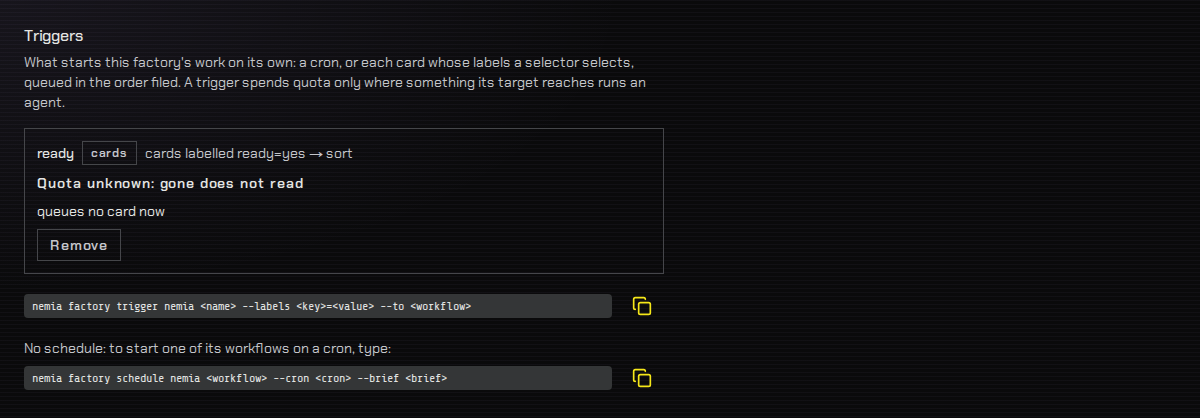 Triggers
What starts this factory's work on its own: a cron, or each card whose labels a selector selects,
queued in the order filed. A trigger spends quota only where something its target reaches runs an
agent.
ready cards cards labelled ready=yes → sort
Quota unknown: gone does not read
queues no card now
Remove
nemia factory trigger nemia <name> --labels <key>=<value> --to <workflow>
No schedule: to start one of its workflows on a cron, type:
nemia factory schedule nemia <workflow> --cron <cron> --brief <brief>